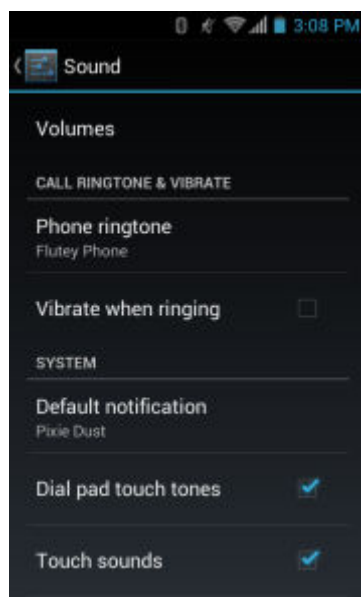 3:08 PM
Sound
Volumes
CALL RINGTONE & VIBRATE
Phone ringtone
Flutey Phone
Vibrate when ringing
SYSTEM
Default notification
Pixie Dust
Dial pad touch tones
Touch sounds